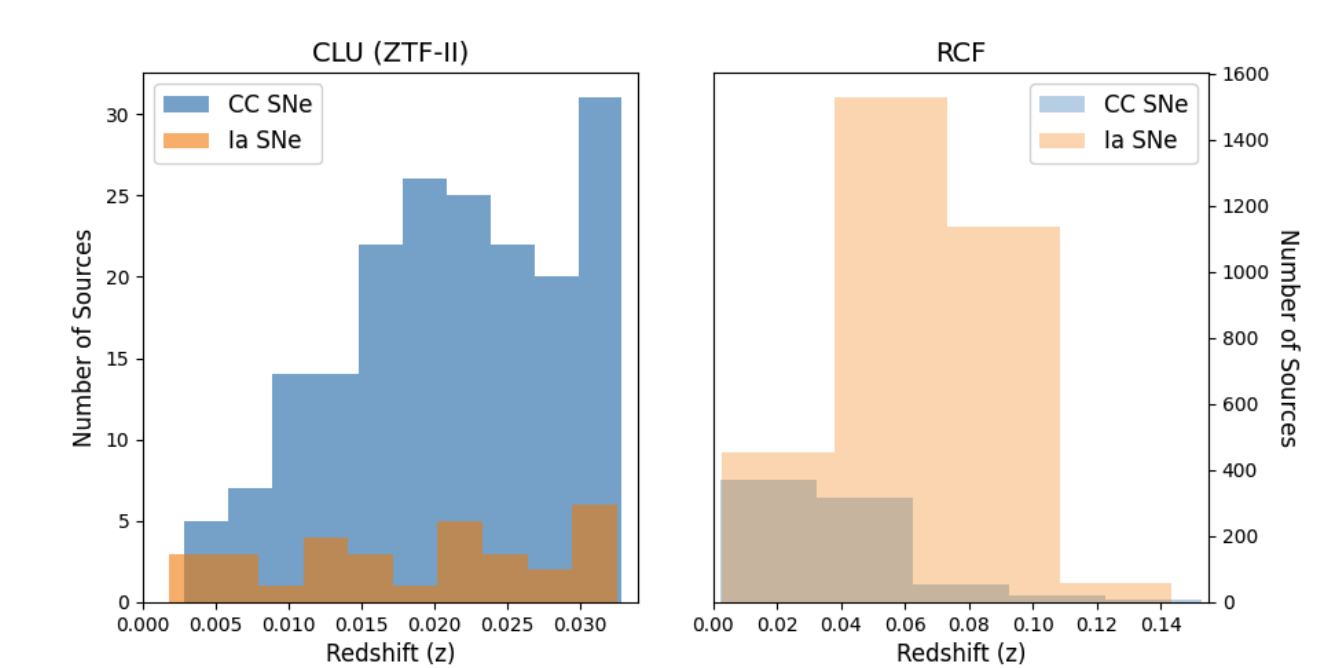 CLU (ZTF-II)
CC SNe
Ia SNe
30
25
20
15
10
5
0
Number of Sources
0.000 0.005 0.010 0.015 0.020 0.025 0.030
Redshift (z)
RCF
CC SNe
Ia SNe
1600
1400
1200
1000
800
600
400
200
0
Number of Sources
0.00 0.02 0.04 0.06 0.08 0.10 0.12 0.14
Redshift (z)